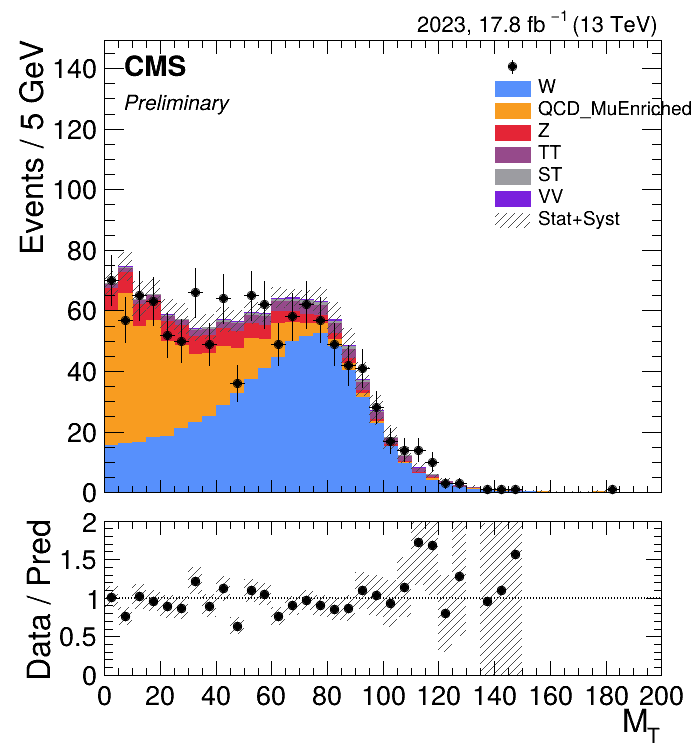 2023, 17.8 fb⁻¹ (13 TeV)
CMS
Preliminary
W
QCD_MuEnriched
Z
TT
ST
VV
Stat+Syst
Events / 5 GeV
140
120
100
80
60
40
20
0
Data / Pred
2
1.5
1
0.5
0
0 20 40 60 80 100 120 140 160 180 200
M_T